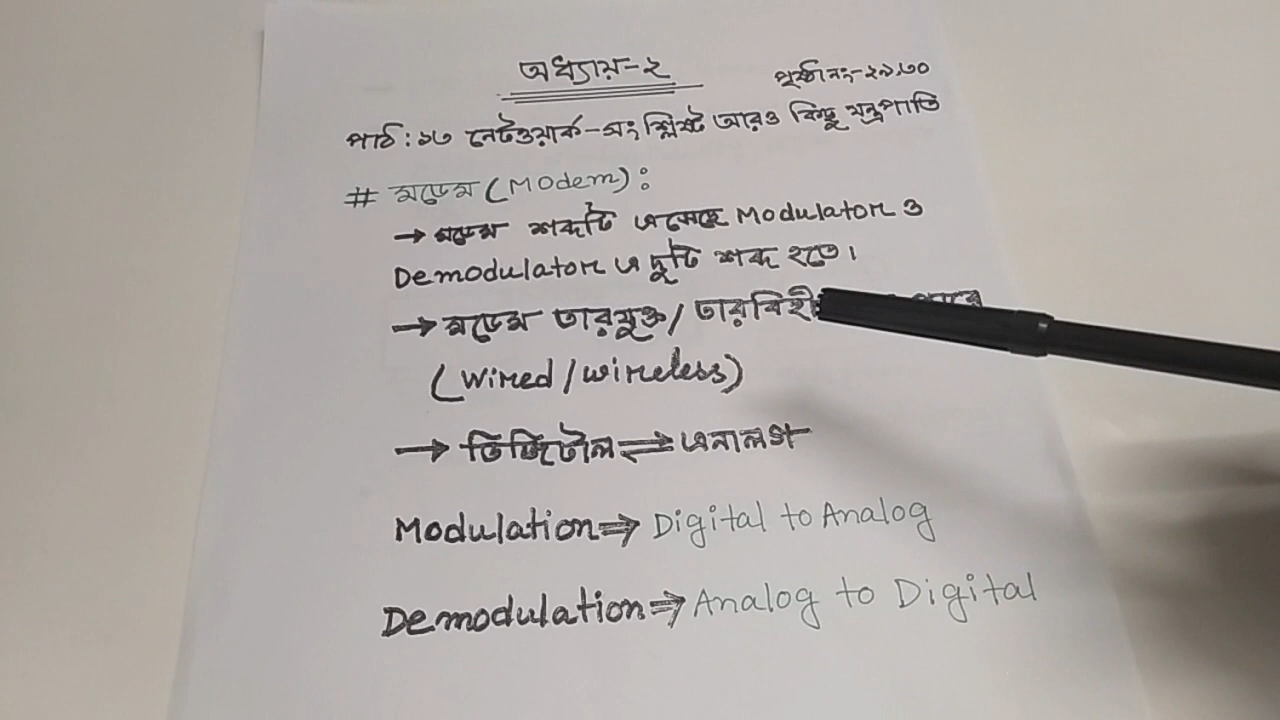 অধ্যায়-২
পৃষ্ঠা নং:-২৯,৩০
পাঠ: ১৩ নেটওয়ার্ক-সংশ্লিষ্ট আরও কিছু যন্ত্রপাতি
# মডেম (Modem):
→ মডেম শব্দটি এসেছে Modulator ও
Demodulator এ দুটি শব্দ হতে।
→ মডেম তারযুক্ত/ তারবিহী
(Wired/wireless)
→ ডিজিটাল ⇌ এনালগ
Modulation ⇒ Digital to Analog
Demodulation ⇒ Analog to Digital